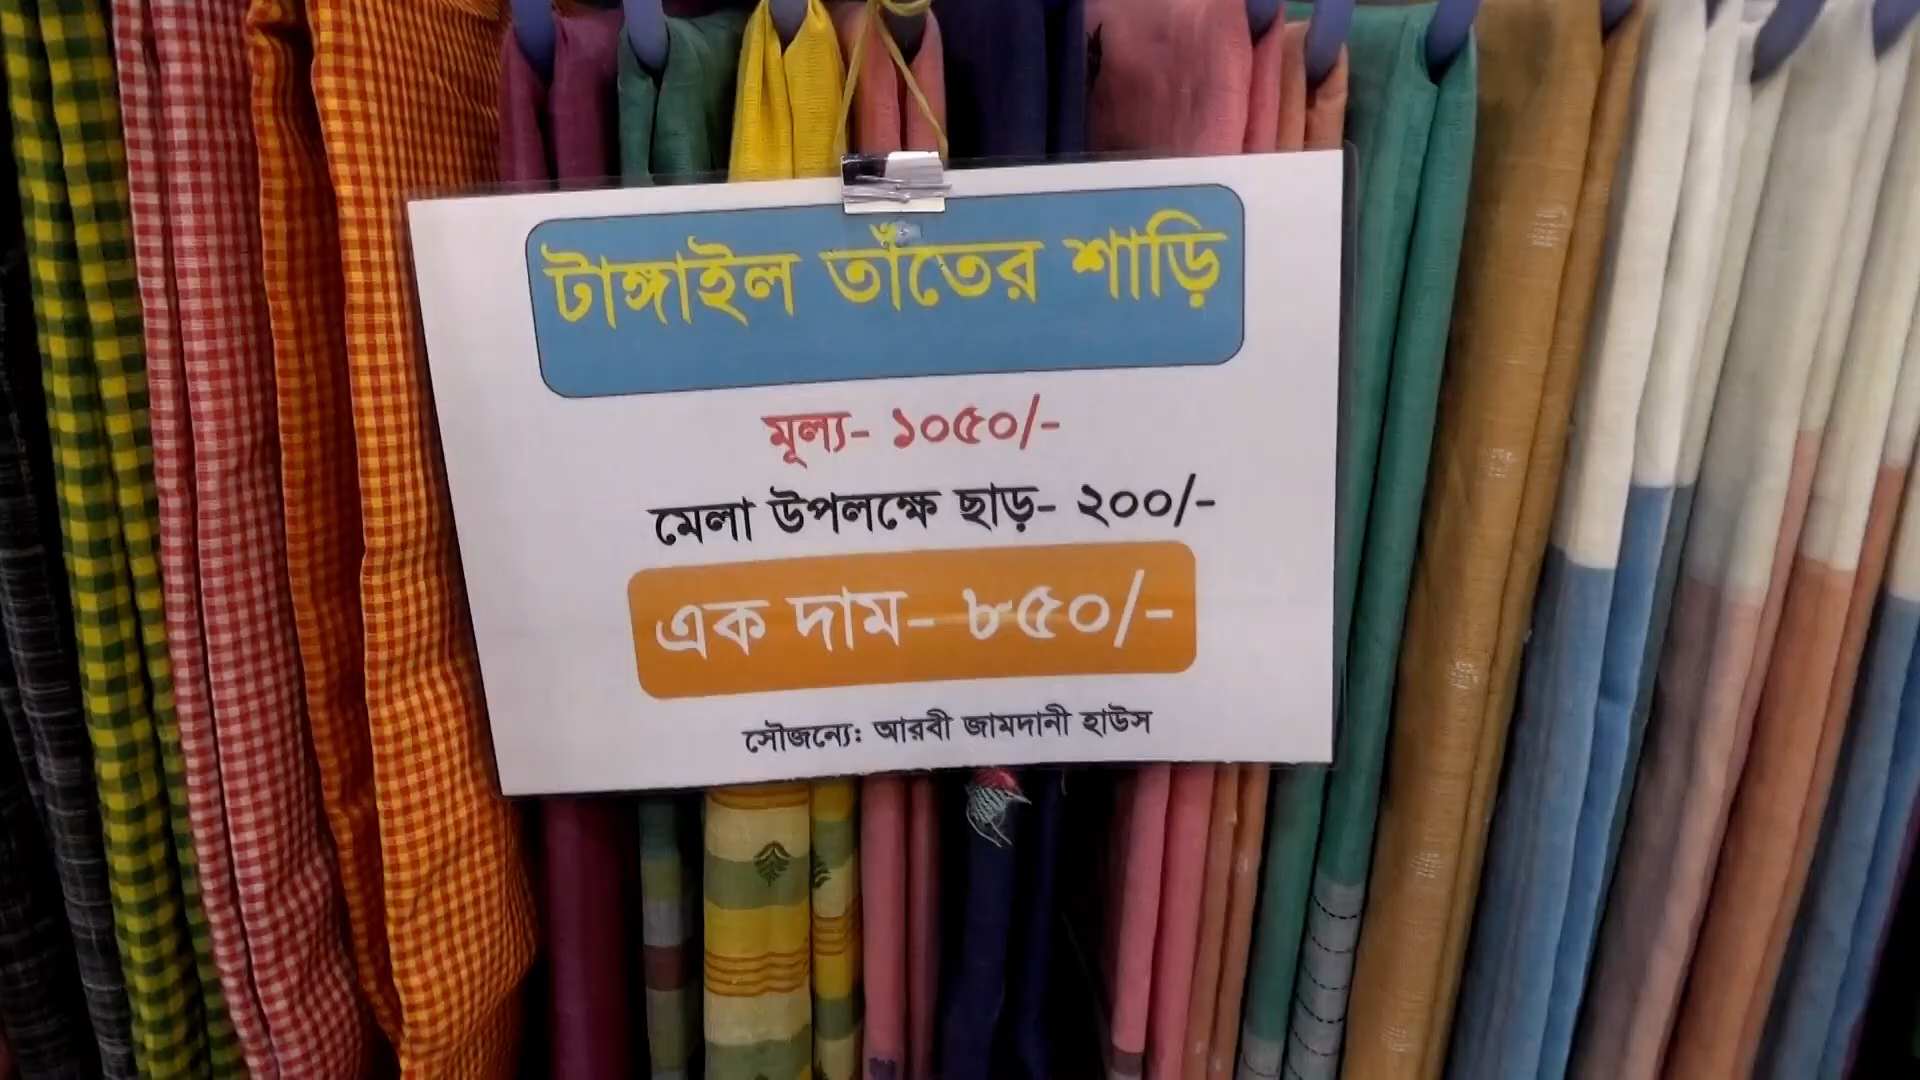 টাঙ্গাইল তাঁতের শাড়ি
মূল্য- ১০৫০/-
মেলা উপলক্ষে ছাড়- ২০০/-
এক দাম- ৮৫০/-
সৌজন্যে: আরবী জামদানী হাউস